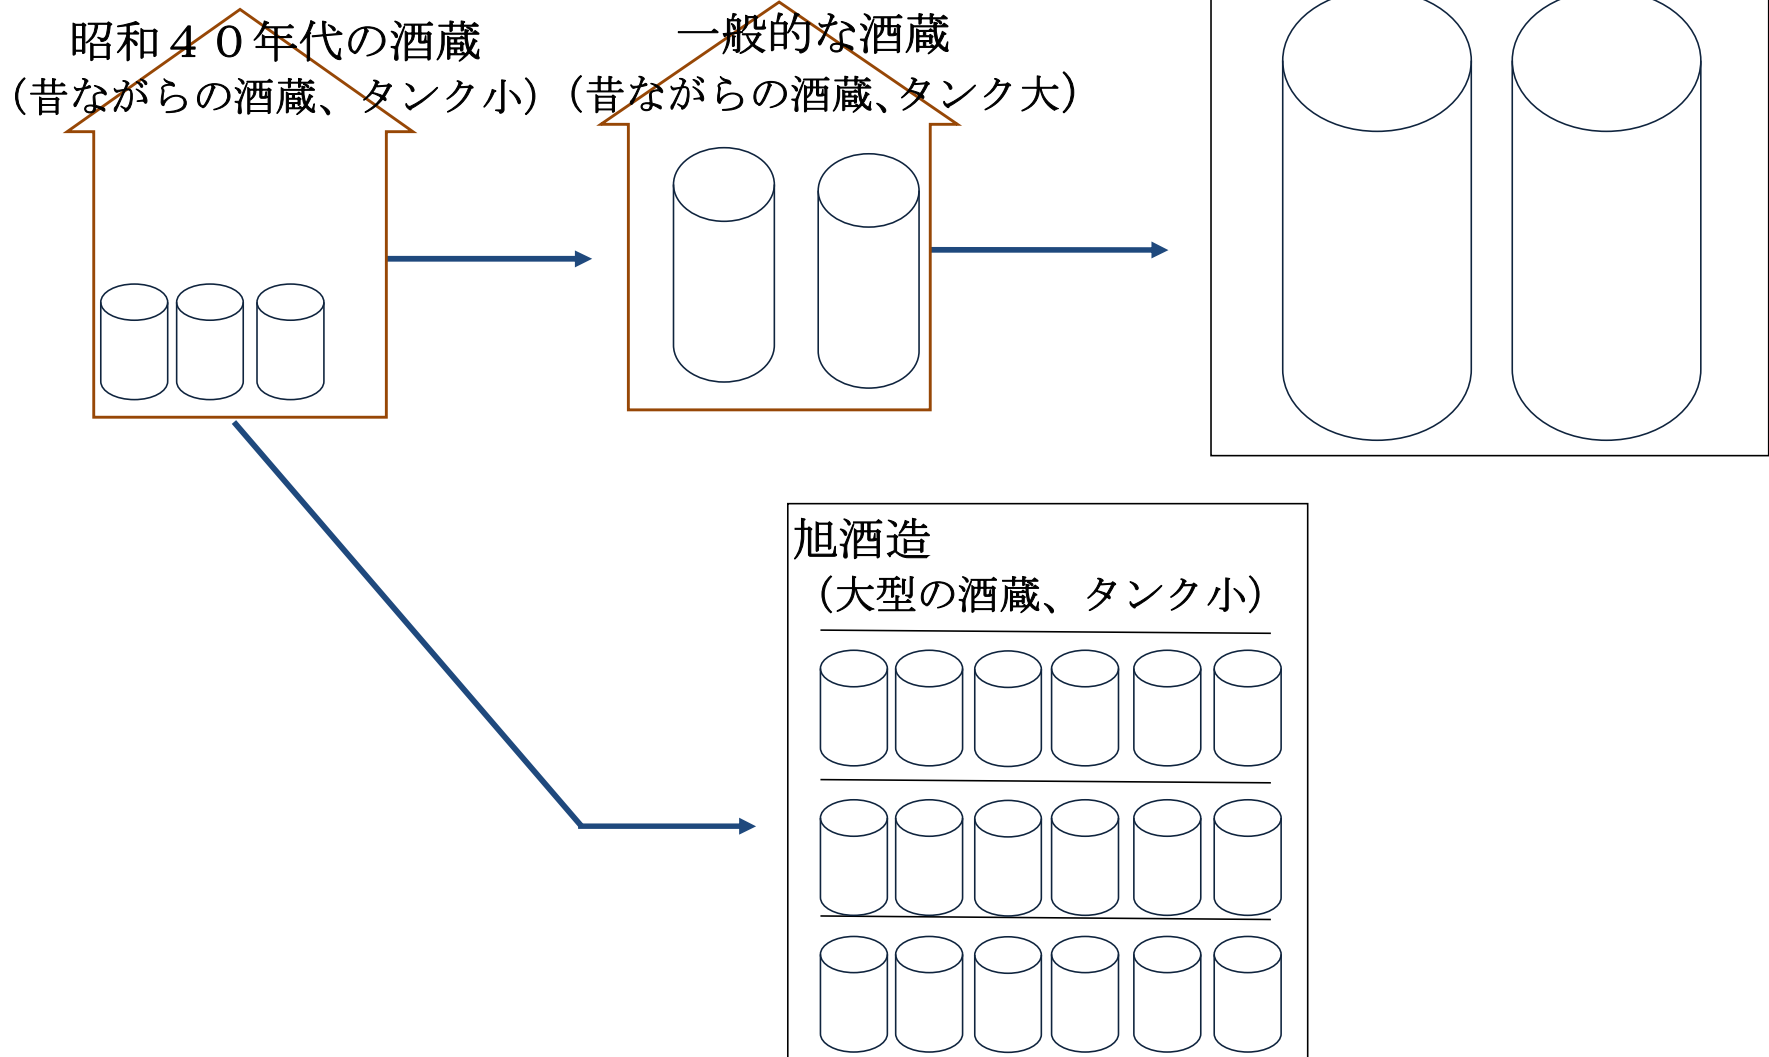 昭和４０年代の酒蔵
（昔ながらの酒蔵、タンク小）
一般的な酒蔵
（昔ながらの酒蔵、タンク大）
旭酒造
（大型の酒蔵、タンク小）